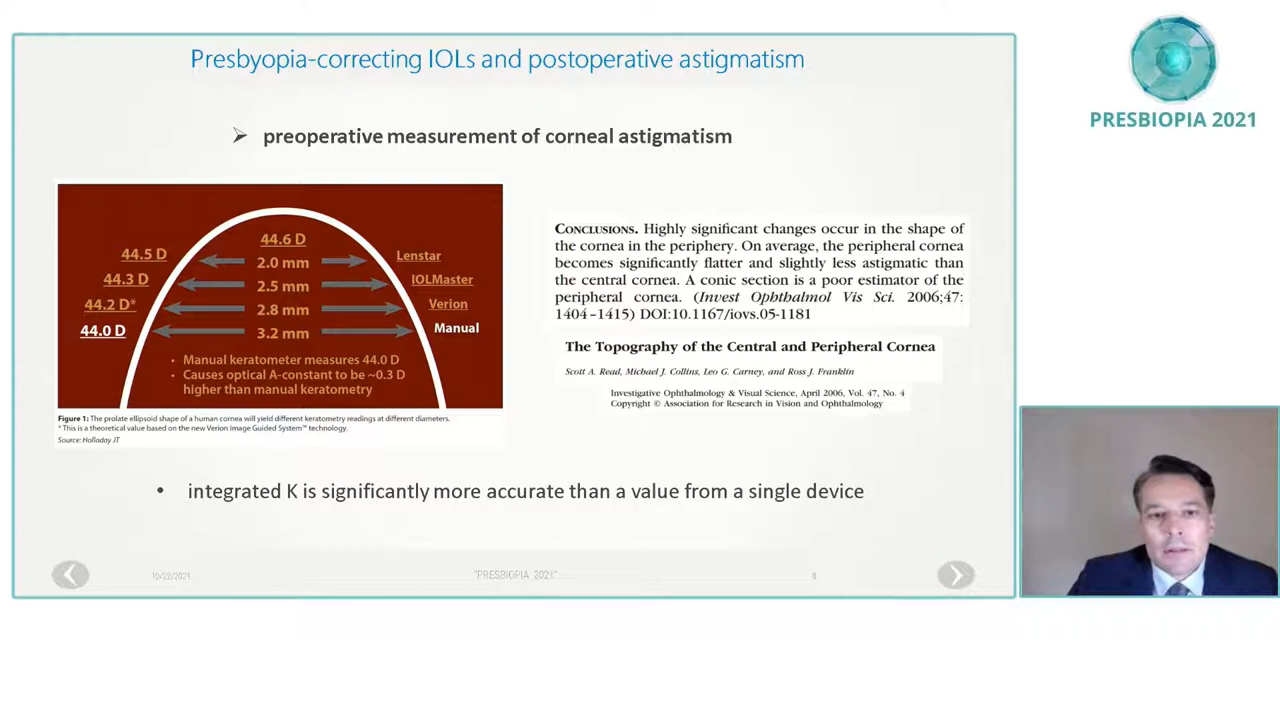 Presbyopia-correcting IOLs and postoperative astigmatism
PRESBIOPIA 2021
➢ preoperative measurement of corneal astigmatism
44.6 D
44.5 D 2.0 mm Lenstar
44.3 D 2.5 mm IOLMaster
44.2 D* 2.8 mm Verion
44.0 D 3.2 mm Manual
• Manual keratometer measures 44.0 D
• Causes optical A-constant to be ~0.3 D
higher than manual keratometry
Figure 1: The prolate ellipsoid shape of a human cornea will yield different keratometry readings at different diameters.
* This is a theoretical value based on the new Verion Image Guided System™ technology.
Source: Holladay JT
CONCLUSIONS. Highly significant changes occur in the shape of
the cornea in the periphery. On average, the peripheral cornea
becomes significantly flatter and slightly less astigmatic than
the central cornea. A conic section is a poor estimator of the
peripheral cornea. (Invest Ophthalmol Vis Sci. 2006;47:
1404–1415) DOI:10.1167/iovs.05-1181
The Topography of the Central and Peripheral Cornea
Scott A. Read, Michael J. Collins, Leo G. Carney, and Ross J. Franklin
Investigative Ophthalmology & Visual Science, April 2006, Vol. 47, No. 4
Copyright © Association for Research in Vision and Ophthalmology
• integrated K is significantly more accurate than a value from a single device
10/22/2021 "PRESBIOPIA 2021" 6